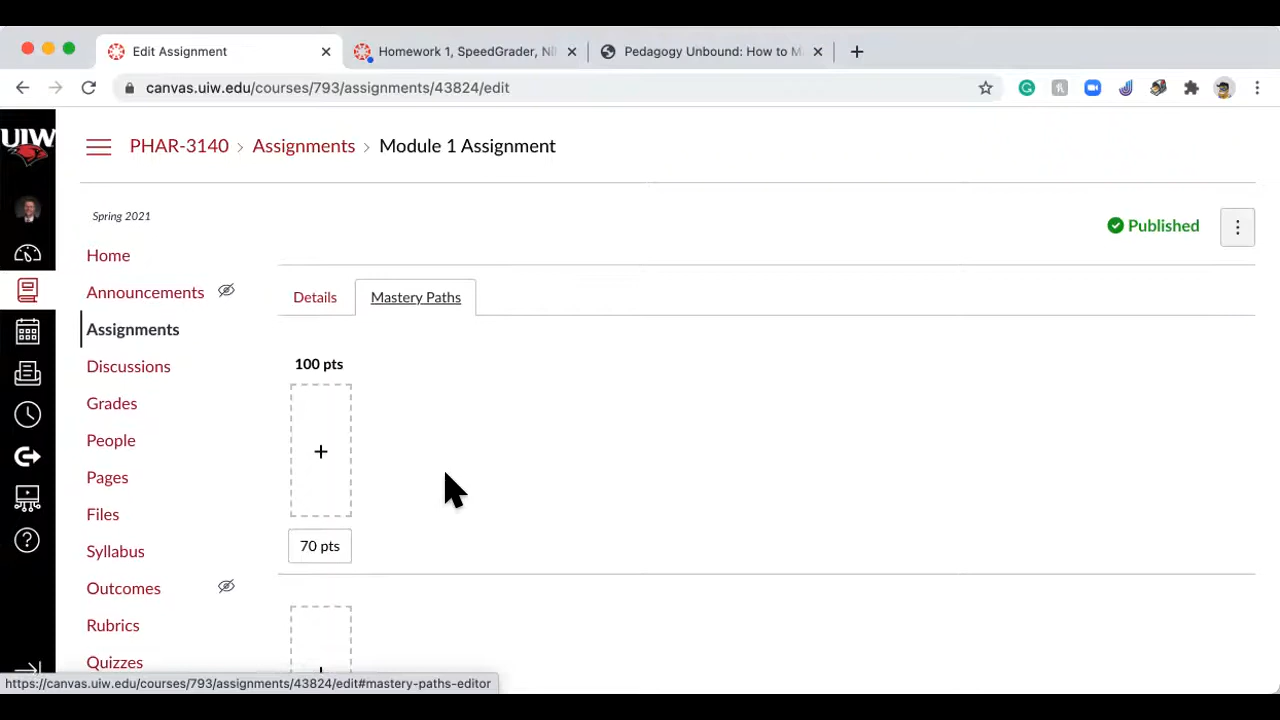 Edit Assignment
Homework 1, SpeedGrader, Ni
Pedagogy Unbound: How to M
canvas.uiw.edu/courses/793/assignments/43824/edit
UIW
PHAR-3140 > Assignments > Module 1 Assignment
Spring 2021
Published
Home
Announcements
Assignments
Discussions
Grades
People
Pages
Files
Syllabus
Outcomes
Rubrics
Quizzes
Details
Mastery Paths
100 pts
+
70 pts
https://canvas.uiw.edu/courses/793/assignments/43824/edit#mastery-paths-editor